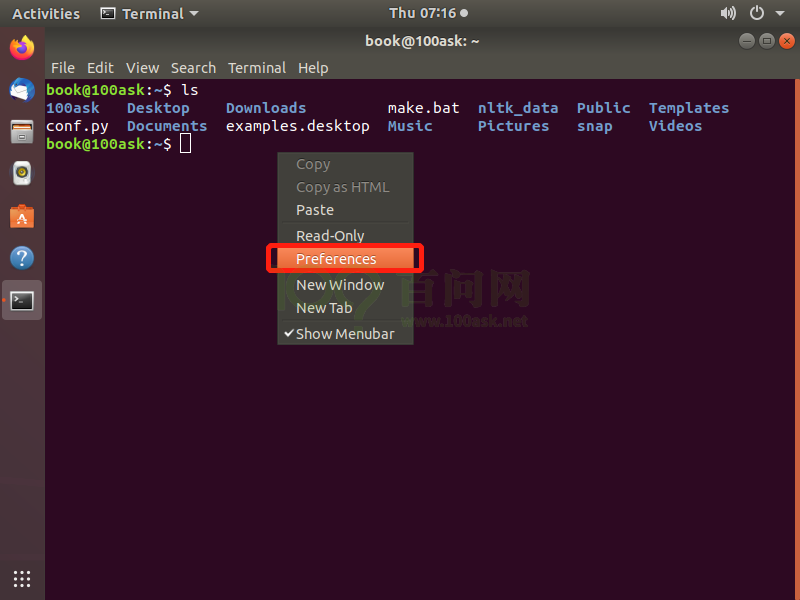 Activities Terminal Thu 07:16
book@100ask: ~
File Edit View Search Terminal Help
book@100ask:~$ ls
100ask Desktop Downloads make.bat nltk_data Public Templates
conf.py Documents examples.desktop Music Pictures snap Videos
book@100ask:~$
Copy
Copy as HTML
Paste
Read-Only
Preferences
New Window
New Tab
Show Menubar
百问网
www.100ask.net